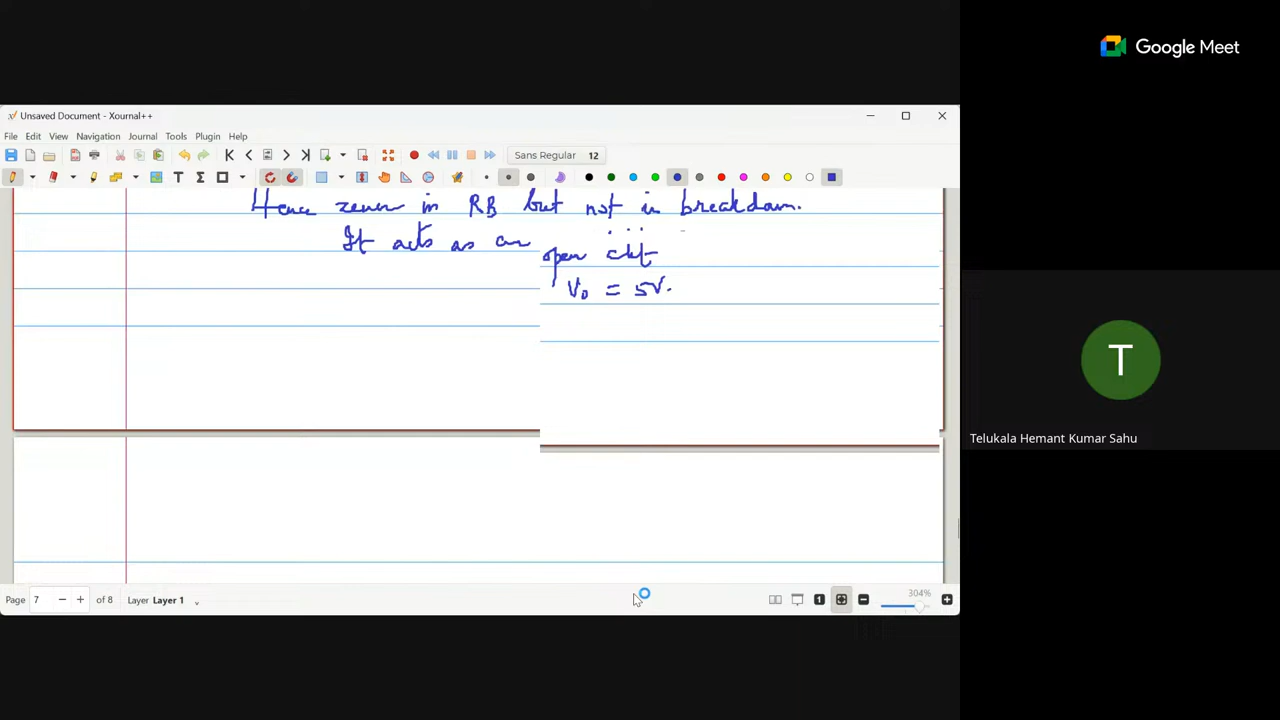 Google Meet
Unsaved Document - Xournal++
File Edit View Navigation Journal Tools Plugin Help
Sans Regular 12
Hence zener in RB but not in breakdown.
It acts as an open ckt
V0 = 5V.
T
Telukala Hemant Kumar Sahu
Page 7 of 8 Layer Layer 1
304%